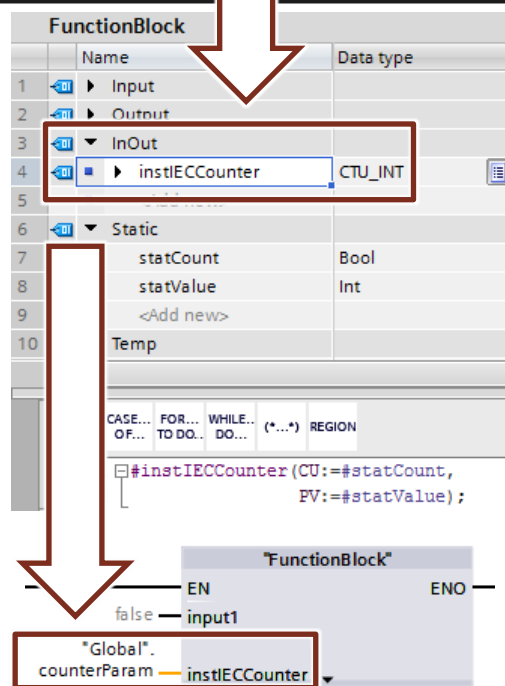 FunctionBlock
Name Data type
1 Input
2 Output
3 InOut
4 instIECCounter CTU_INT
5 <Add new>
6 Static
7 statCount Bool
8 statValue Int
9 <Add new>
10 Temp
CASE... FOR... WHILE.. (*...*) REGION
OF... TO DO.. DO...
#instIECCounter(CU:=#statCount,
PV:=#statValue);
"FunctionBlock"
EN ENO
false input1
"Global".
counterParam instIECCounter